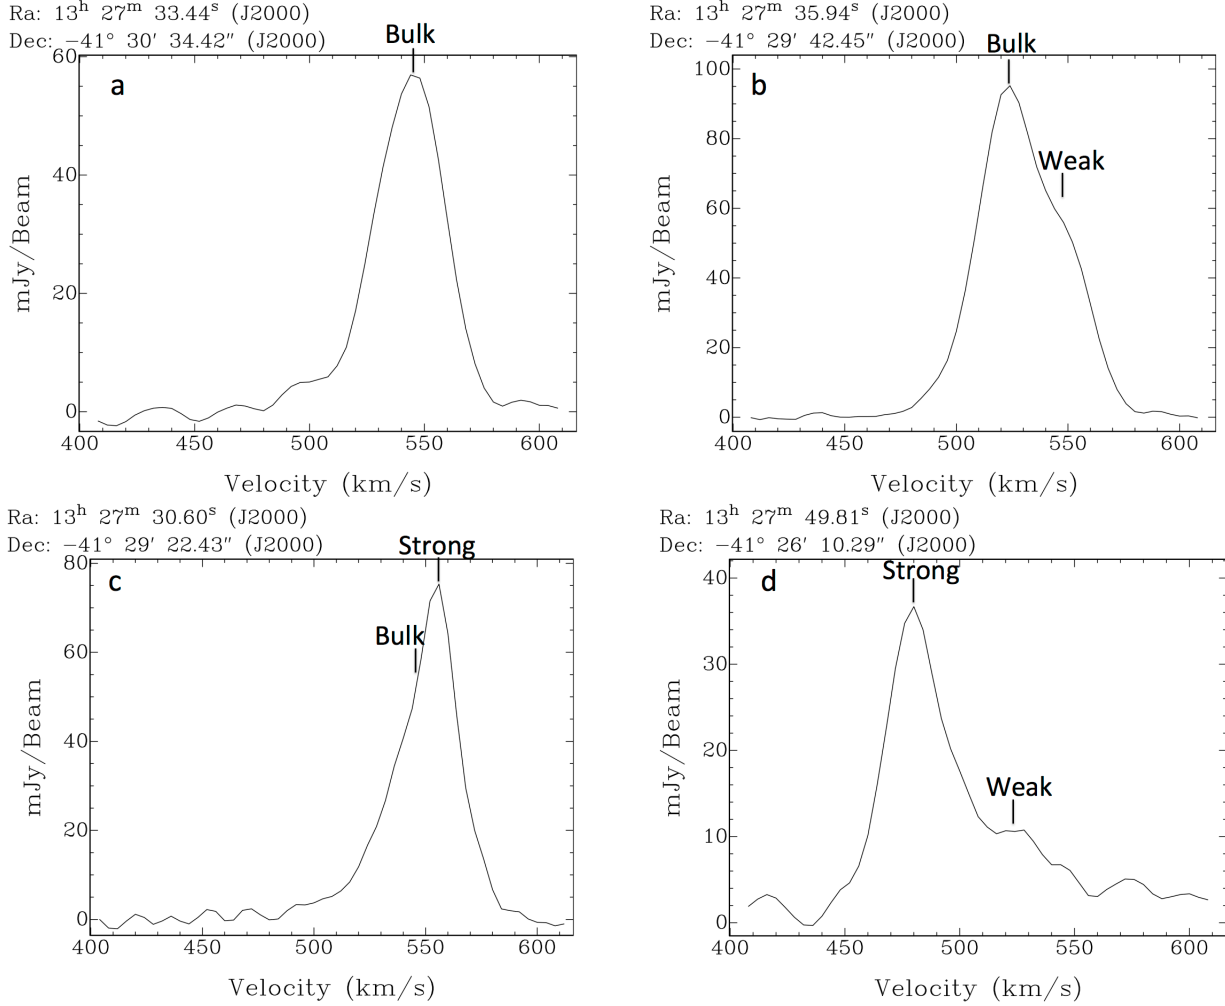 Ra: 13h 27m 33.44s (J2000)
Dec: −41° 30′ 34.42″ (J2000)
Bulk
a
60
40
20
0
mJy/Beam
400 450 500 550 600
Velocity (km/s)
Ra: 13h 27m 35.94s (J2000)
Dec: −41° 29′ 42.45″ (J2000)
Bulk
b
Weak
100
80
60
40
20
0
mJy/Beam
400 450 500 550 600
Velocity (km/s)
Ra: 13h 27m 30.60s (J2000)
Dec: −41° 29′ 22.43″ (J2000)
Strong
c
Bulk
80
60
40
20
0
mJy/Beam
400 450 500 550 600
Velocity (km/s)
Ra: 13h 27m 49.81s (J2000)
Dec: −41° 26′ 10.29″ (J2000)
Strong
d
Weak
40
30
20
10
0
mJy/Beam
400 450 500 550 600
Velocity (km/s)